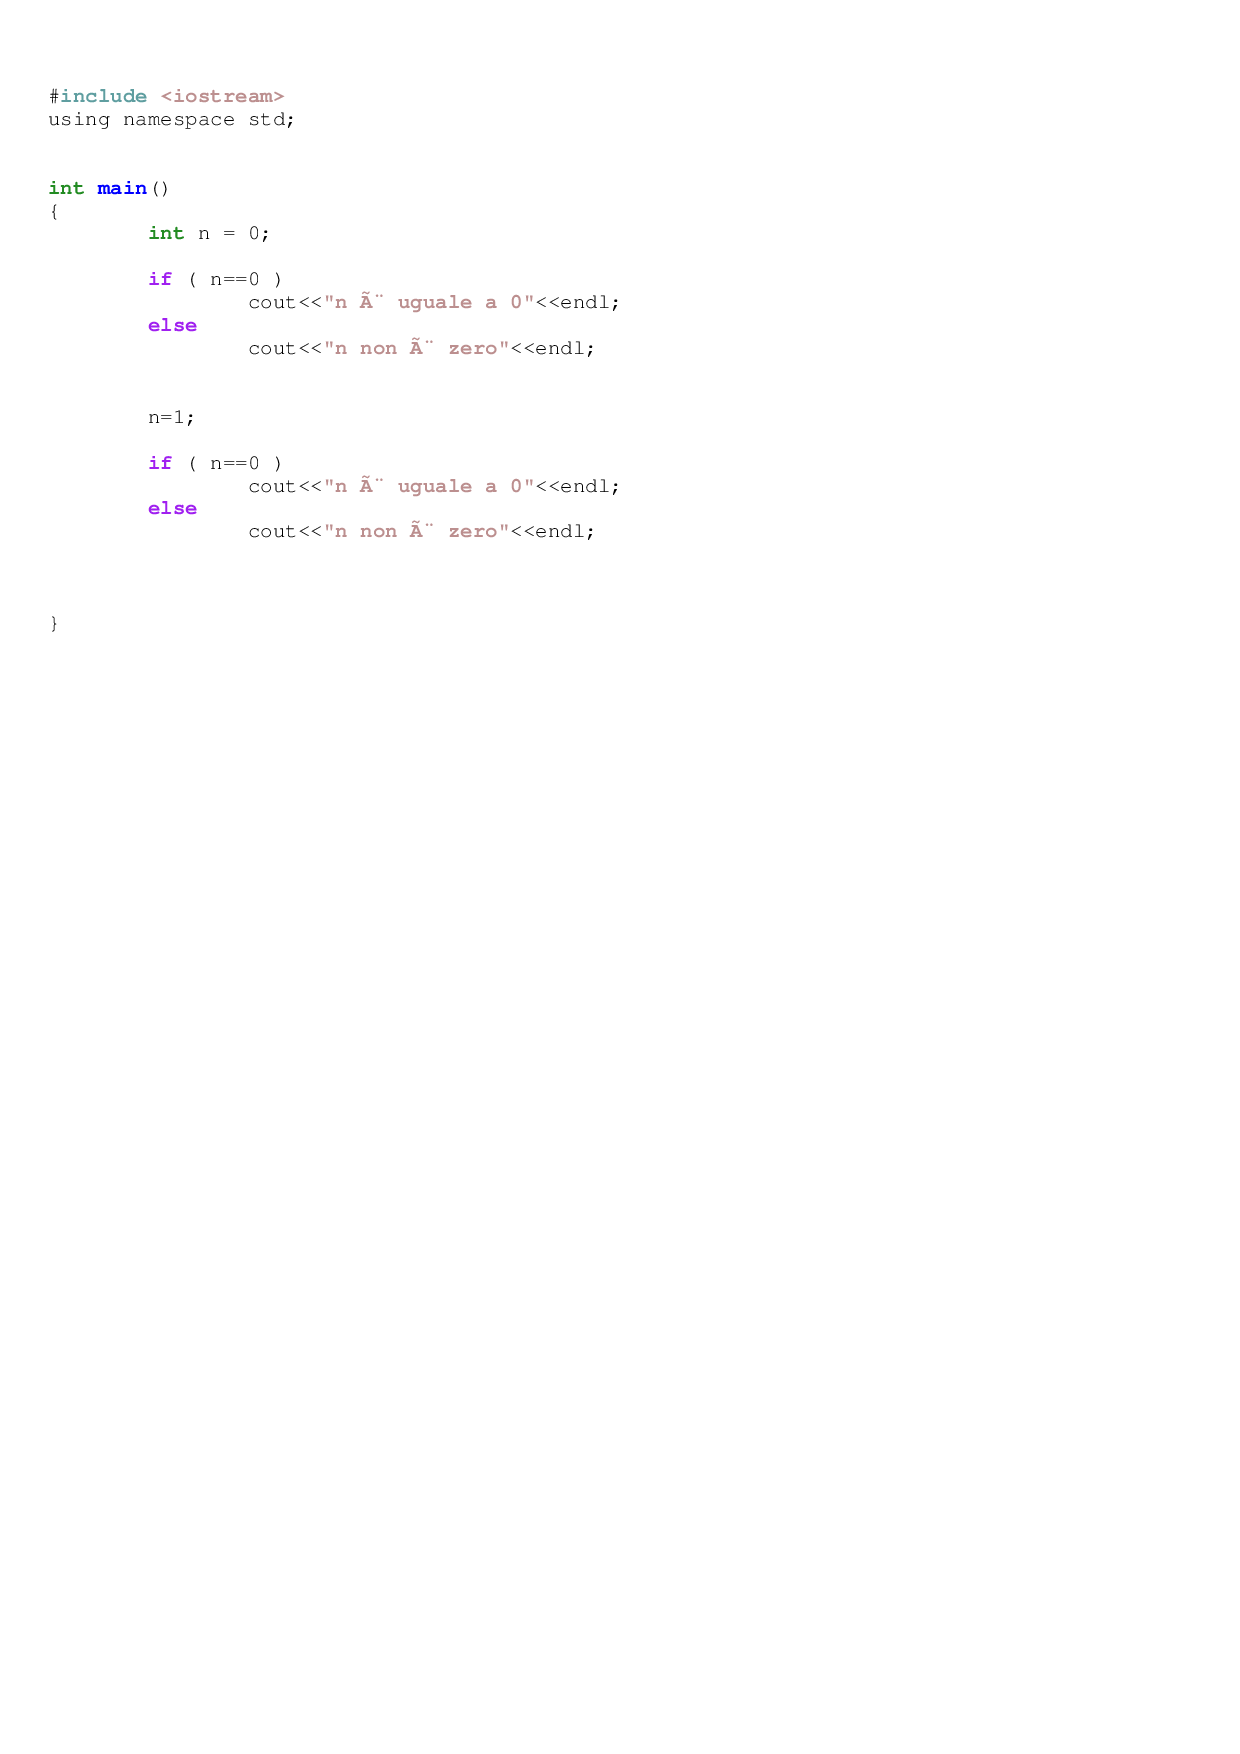 #include <iostream>
using namespace std;
int main()
{
int n = 0;
if ( n==0 )
cout<<"n Ã¨ uguale a 0"<<endl;
else
cout<<"n non Ã¨ zero"<<endl;
n=1;
if ( n==0 )
cout<<"n Ã¨ uguale a 0"<<endl;
else
cout<<"n non Ã¨ zero"<<endl;
}